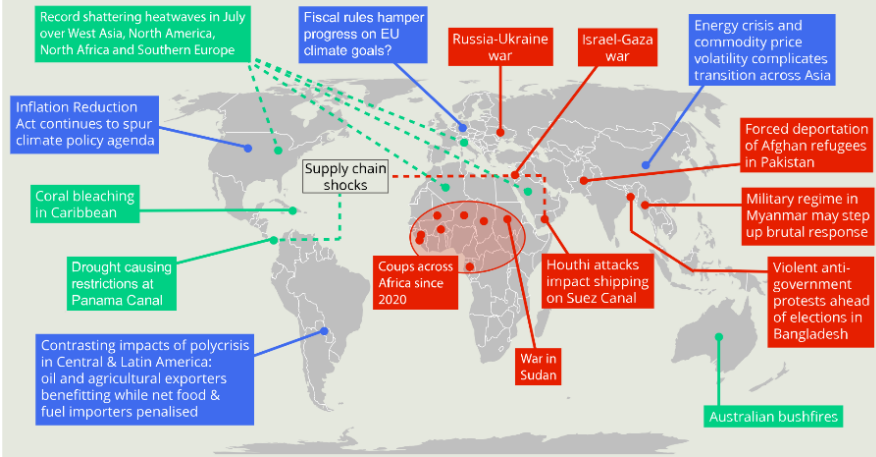 Record shattering heatwaves in July
over West Asia, North America,
North Africa and Southern Europe
Fiscal rules hamper
progress on EU
climate goals?
Russia-Ukraine
war
Israel-Gaza
war
Energy crisis and
commodity price
volatility complicates
transition across Asia
Inflation Reduction
Act continues to spur
climate policy agenda
Forced deportation
of Afghan refugees
in Pakistan
Supply chain
shocks
Coral bleaching
in Caribbean
Military regime in
Myanmar may step
up brutal response
Drought causing
restrictions at
Panama Canal
Coups across
Africa since
2020
Houthi attacks
impact shipping
on Suez Canal
Violent anti-
government
protests ahead
of elections in
Bangladesh
Contrasting impacts of polycrisis
in Central & Latin America:
oil and agricultural exporters
benefitting while net food &
fuel importers penalised
War in
Sudan
Australian bushfires